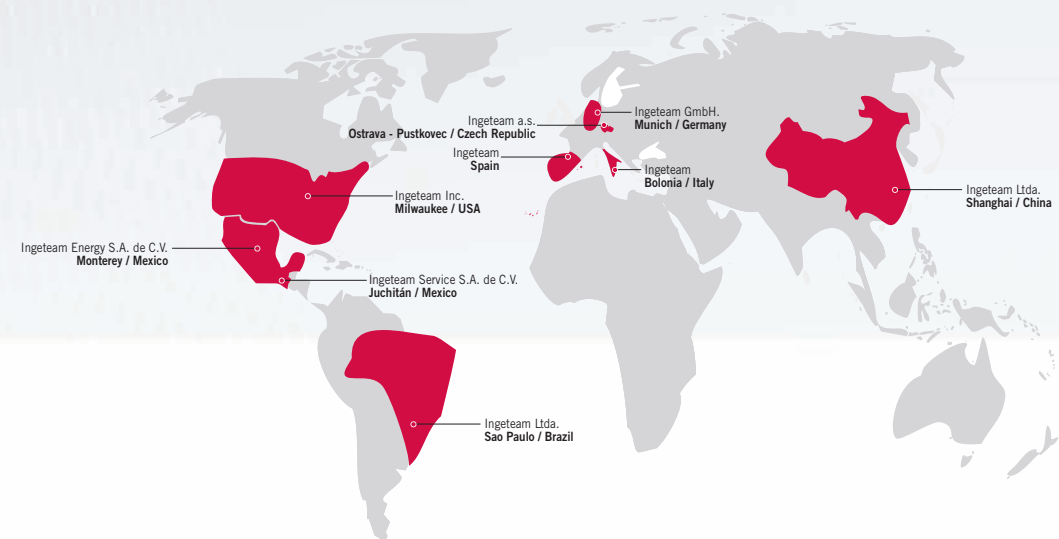 Ingeteam GmbH.
Munich / Germany
Ingeteam a.s.
Ostrava - Pustkovec / Czech Republic
Ingeteam
Spain
Ingeteam
Bolonia / Italy
Ingeteam Inc.
Milwaukee / USA
Ingeteam Ltda.
Shanghai / China
Ingeteam Energy S.A. de C.V.
Monterey / Mexico
Ingeteam Service S.A. de C.V.
Juchitán / Mexico
Ingeteam Ltda.
Sao Paulo / Brazil